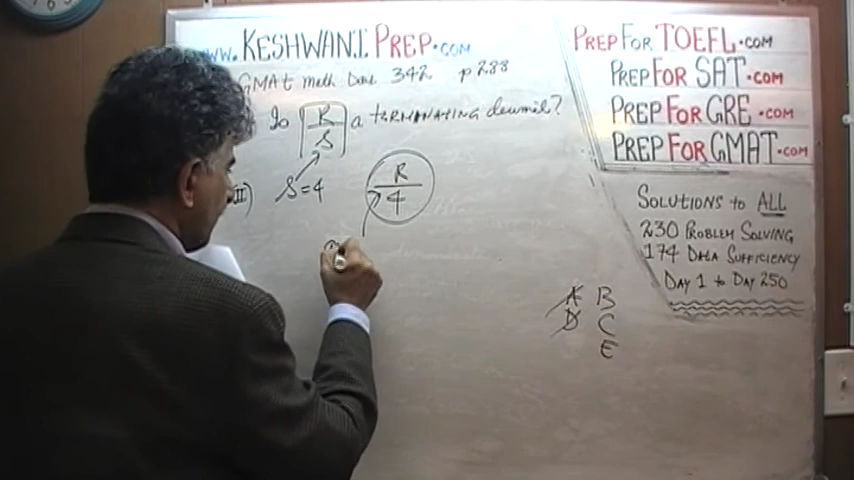 www.KESHWANI PREP.COM
GMAT math Data 342 p 288
Is R/S a terminating decimal?
II) S=4
R/4
A B
D C
E
PREP FOR TOEFL.COM
PREP FOR SAT.COM
PREP FOR GRE.COM
PREP FOR GMAT.COM
SOLUTIONS to ALL
230 PROBLEM SOLVING
174 DATA SUFFICIENCY
DAY 1 to DAY 250